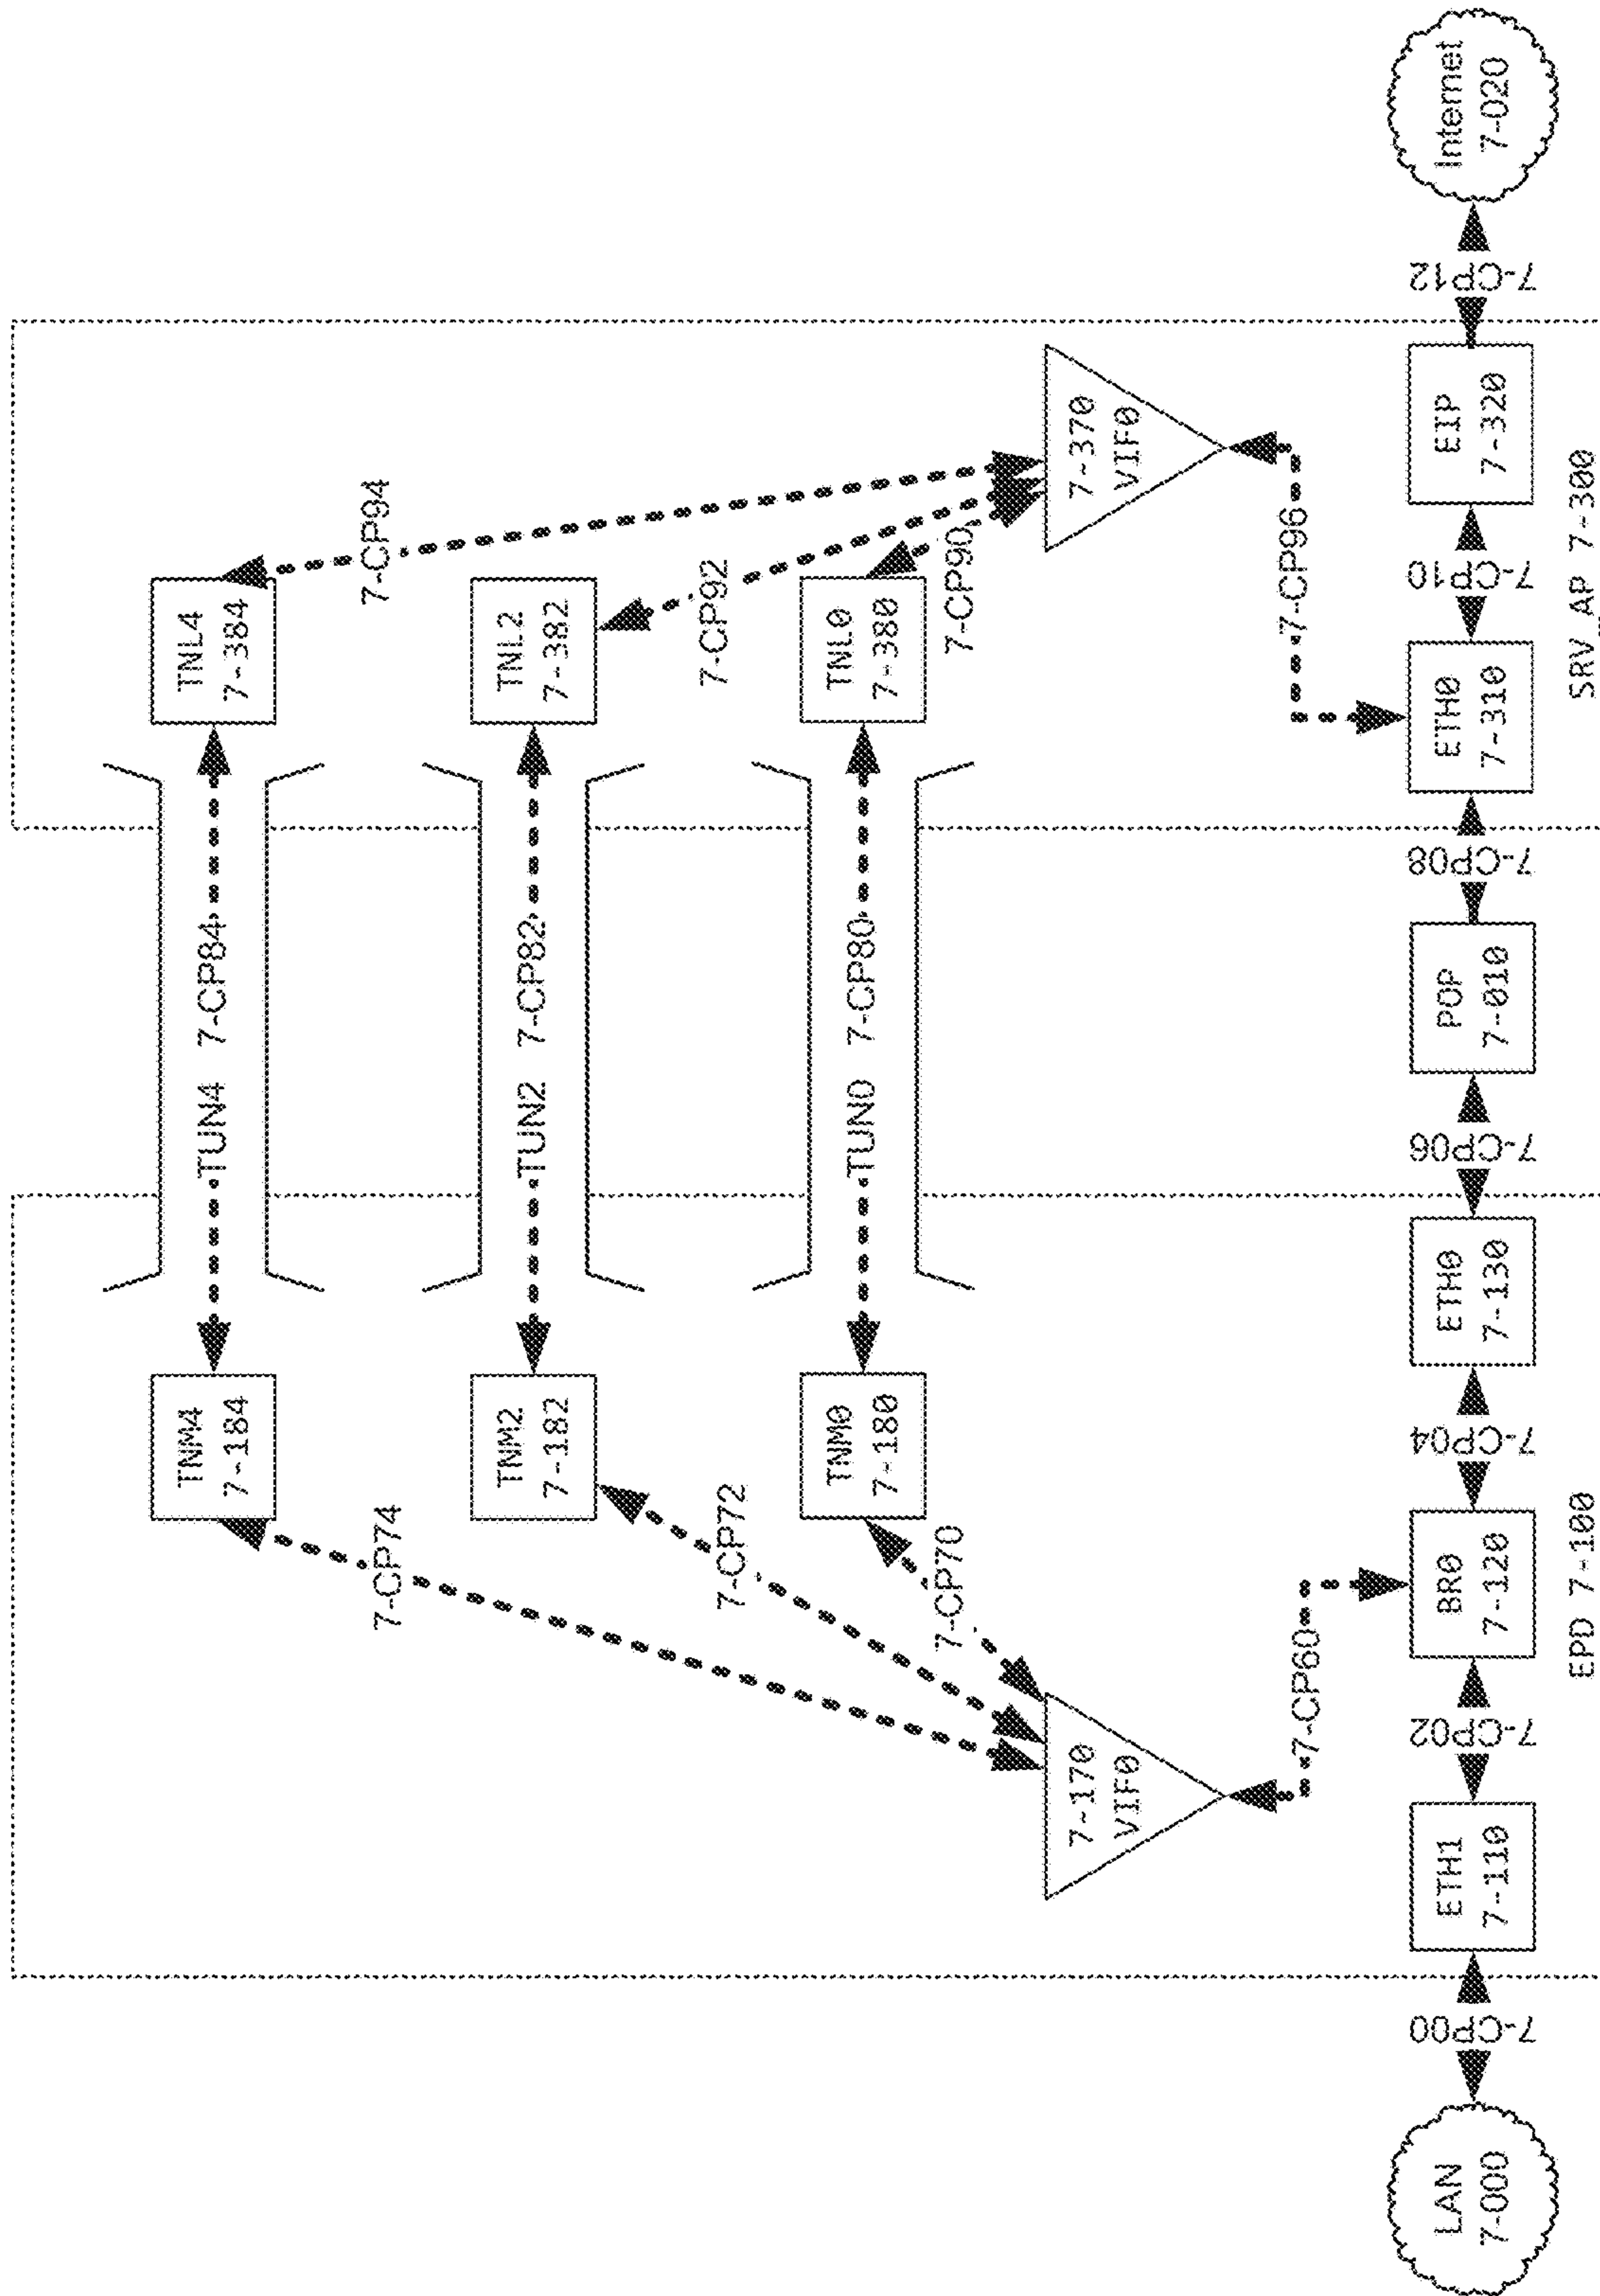 TNM4
7-184
TUN4
7-CP84
TNL4
7-384
7-CP74
7-CP94
TNM2
7-182
TUN2
7-CP82
TNL2
7-382
7-CP72
7-CP92
TNM0
7-180
TUN0
7-CP80
TNL0
7-380
7-CP70
7-CP90
7-170
VIF0
7-370
VIF0
7-CP60
7-CP96
LAN
7-000
7-CP00
ETH1
7-110
7-CP02
BR0
7-120
7-CP04
ETH0
7-130
7-CP06
POP
7-010
7-CP08
ETH0
7-310
7-CP10
EIP
7-320
7-CP12
Internet
7-020
EPD 7-100
SRV_AP 7-300